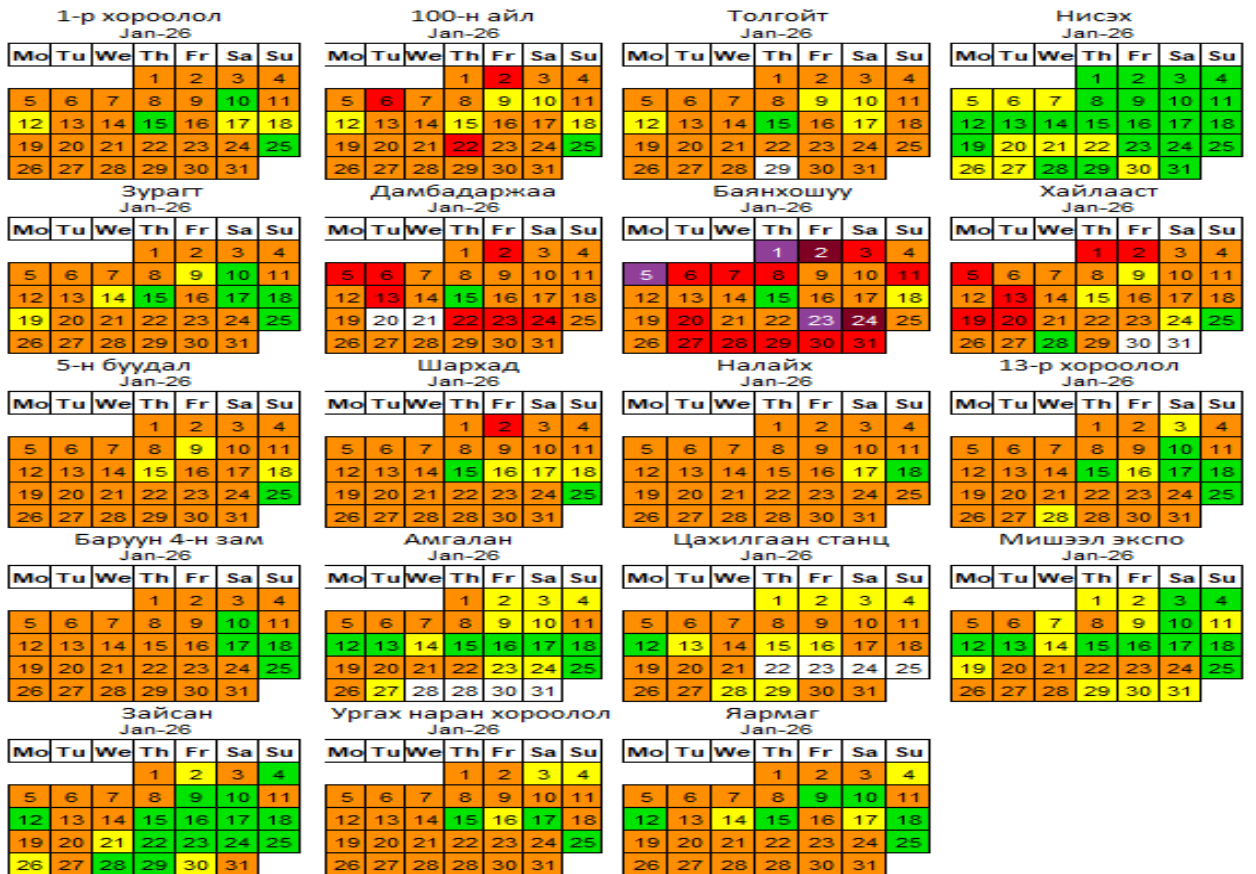 1-р хороолол 100-н айл Толгойт Нисэх
Jan-26 Jan-26 Jan-26 Jan-26
Mo Tu We Th Fr Sa Su Mo Tu We Th Fr Sa Su Mo Tu We Th Fr Sa Su Mo Tu We Th Fr Sa Su
1 2 3 4 1 2 3 4 1 2 3 4 1 2 3 4
5 6 7 8 9 10 11 5 6 7 8 9 10 11 5 6 7 8 9 10 11 5 6 7 8 9 10 11
12 13 14 15 16 17 18 12 13 14 15 16 17 18 12 13 14 15 16 17 18 12 13 14 15 16 17 18
19 20 21 22 23 24 25 19 20 21 22 23 24 25 19 20 21 22 23 24 25 19 20 21 22 23 24 25
26 27 28 29 30 31 26 27 28 29 30 31 26 27 28 29 30 31 26 27 28 29 30 31
Зурагт Дамбадаржаа Баянхошуу Хайлааст
Jan-26 Jan-26 Jan-26 Jan-26
Mo Tu We Th Fr Sa Su Mo Tu We Th Fr Sa Su Mo Tu We Th Fr Sa Su Mo Tu We Th Fr Sa Su
1 2 3 4 1 2 3 4 1 2 3 4 1 2 3 4
5 6 7 8 9 10 11 5 6 7 8 9 10 11 5 6 7 8 9 10 11 5 6 7 8 9 10 11
12 13 14 15 16 17 18 12 13 14 15 16 17 18 12 13 14 15 16 17 18 12 13 14 15 16 17 18
19 20 21 22 23 24 25 19 20 21 22 23 24 25 19 20 21 22 23 24 25 19 20 21 22 23 24 25
26 27 28 29 30 31 26 27 28 29 30 31 26 27 28 29 30 31 26 27 28 29 30 31
5-н буудал Шархад Налайх 13-р хороолол
Jan-26 Jan-26 Jan-26 Jan-26
Mo Tu We Th Fr Sa Su Mo Tu We Th Fr Sa Su Mo Tu We Th Fr Sa Su Mo Tu We Th Fr Sa Su
1 2 3 4 1 2 3 4 1 2 3 4 1 2 3 4
5 6 7 8 9 10 11 5 6 7 8 9 10 11 5 6 7 8 9 10 11 5 6 7 8 9 10 11
12 13 14 15 16 17 18 12 13 14 15 16 17 18 12 13 14 15 16 17 18 12 13 14 15 16 17 18
19 20 21 22 23 24 25 19 20 21 22 23 24 25 19 20 21 22 23 24 25 19 20 21 22 23 24 25
26 27 28 29 30 31 26 27 28 28 30 31 26 27 28 28 30 31 26 27 28 28 30 31
Баруун 4-н зам Амгалан Цахилгаан станц Мишээл экспо
Jan-26 Jan-26 Jan-26 Jan-26
Mo Tu We Th Fr Sa Su Mo Tu We Th Fr Sa Su Mo Tu We Th Fr Sa Su Mo Tu We Th Fr Sa Su
1 2 3 4 1 2 3 4 1 2 3 4 1 2 3 4
5 6 7 8 9 10 11 5 6 7 8 9 10 11 5 6 7 8 9 10 11 5 6 7 8 9 10 11
12 13 14 15 16 17 18 12 13 14 15 16 17 18 12 13 14 15 16 17 18 12 13 14 15 16 17 18
19 20 21 22 23 24 25 19 20 21 22 23 24 25 19 20 21 22 23 24 25 19 20 21 22 23 24 25
26 27 28 29 30 31 26 27 28 28 30 31 26 27 28 29 30 31 26 27 28 29 30 31
Зайсан Ургах наран хороолол Яармаг
Jan-26 Jan-26 Jan-26
Mo Tu We Th Fr Sa Su Mo Tu We Th Fr Sa Su Mo Tu We Th Fr Sa Su
1 2 3 4 1 2 3 4 1 2 3 4
5 6 7 8 9 10 11 5 6 7 8 9 10 11 5 6 7 8 9 10 11
12 13 14 15 16 17 18 12 13 14 15 16 17 18 12 13 14 15 16 17 18
19 20 21 22 23 24 25 19 20 21 22 23 24 25 19 20 21 22 23 24 25
26 27 28 29 30 31 26 27 28 28 30 31 26 27 28 28 30 31